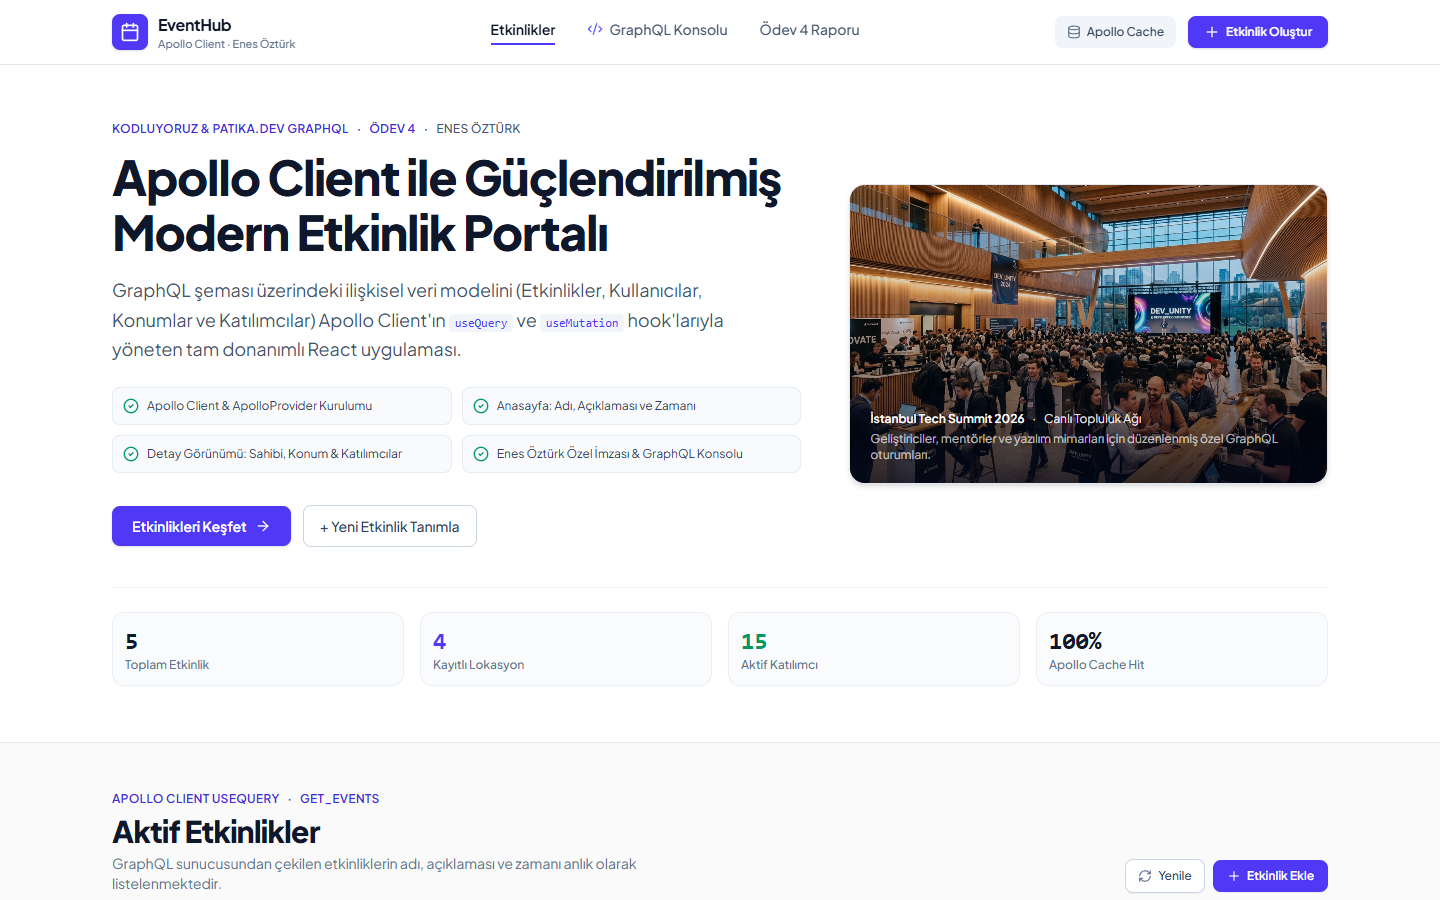 EventHub
Apollo Client · Enes Öztürk
Etkinlikler
GraphQL Konsolu
Ödev 4 Raporu
Apollo Cache
Etkinlik Oluştur
KODLUYORUZ & PATIKA.DEV GRAPHQL · ÖDEV 4 · ENES ÖZTÜRK
Apollo Client ile Güçlendirilmiş
Modern Etkinlik Portalı
GraphQL şeması üzerindeki ilişkisel veri modelini (Etkinlikler, Kullanıcılar,
Konumlar ve Katılımcılar) Apollo Client'ın useQuery ve useMutation hook'larıyla
yöneten tam donanımlı React uygulaması.
Apollo Client & ApolloProvider Kurulumu
Anasayfa: Adı, Açıklaması ve Zamanı
Detay Görünümü: Sahibi, Konum & Katılımcılar
Enes Öztürk Özel İmzası & GraphQL Konsolu
Etkinlikleri Keşfet
+ Yeni Etkinlik Tanımla
DEV_UNITY
2024
DEV_UNITY
OVATE
İstanbul Tech Summit 2026 · Canlı Topluluk Ağı
Geliştiriciler, mentörler ve yazılım mimarları için düzenlenmiş özel GraphQL
oturumları.
5
Toplam Etkinlik
4
Kayıtlı Lokasyon
15
Aktif Katılımcı
100%
Apollo Cache Hit
APOLLO CLIENT USEQUERY · GET_EVENTS
Aktif Etkinlikler
GraphQL sunucusundan çekilen etkinliklerin adı, açıklaması ve zamanı anlık olarak
listelenmektedir.
Yenile
Etkinlik Ekle